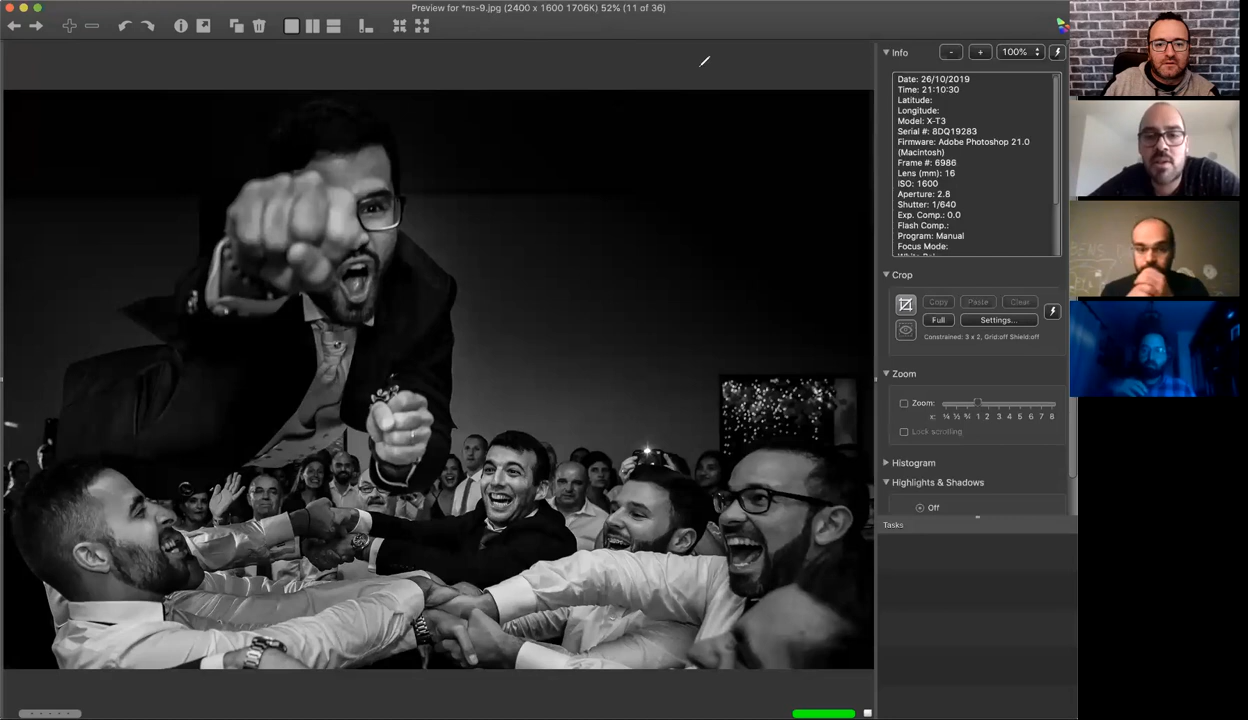 Preview for *ns-9.jpg (2400 x 1600 1706K) 52% (11 of 36)
Info
100%
Date: 26/10/2019
Time: 21:10:30
Latitude:
Longitude:
Model: X-T3
Serial #: 8DQ19283
Firmware: Adobe Photoshop 21.0
(Macintosh)
Frame #: 6986
Lens (mm): 16
ISO: 1600
Aperture: 2.8
Shutter: 1/640
Exp. Comp.: 0.0
Flash Comp.:
Program: Manual
Focus Mode:
Crop
Copy Paste Clear
Full Settings...
Constrained: 3 x 2, Grid:off Shield:off
Zoom
Zoom:
x: ¼ ½ ¾ 1 2 3 4 5 6 7 8
Lock scrolling
Histogram
Highlights & Shadows
Off
Tasks